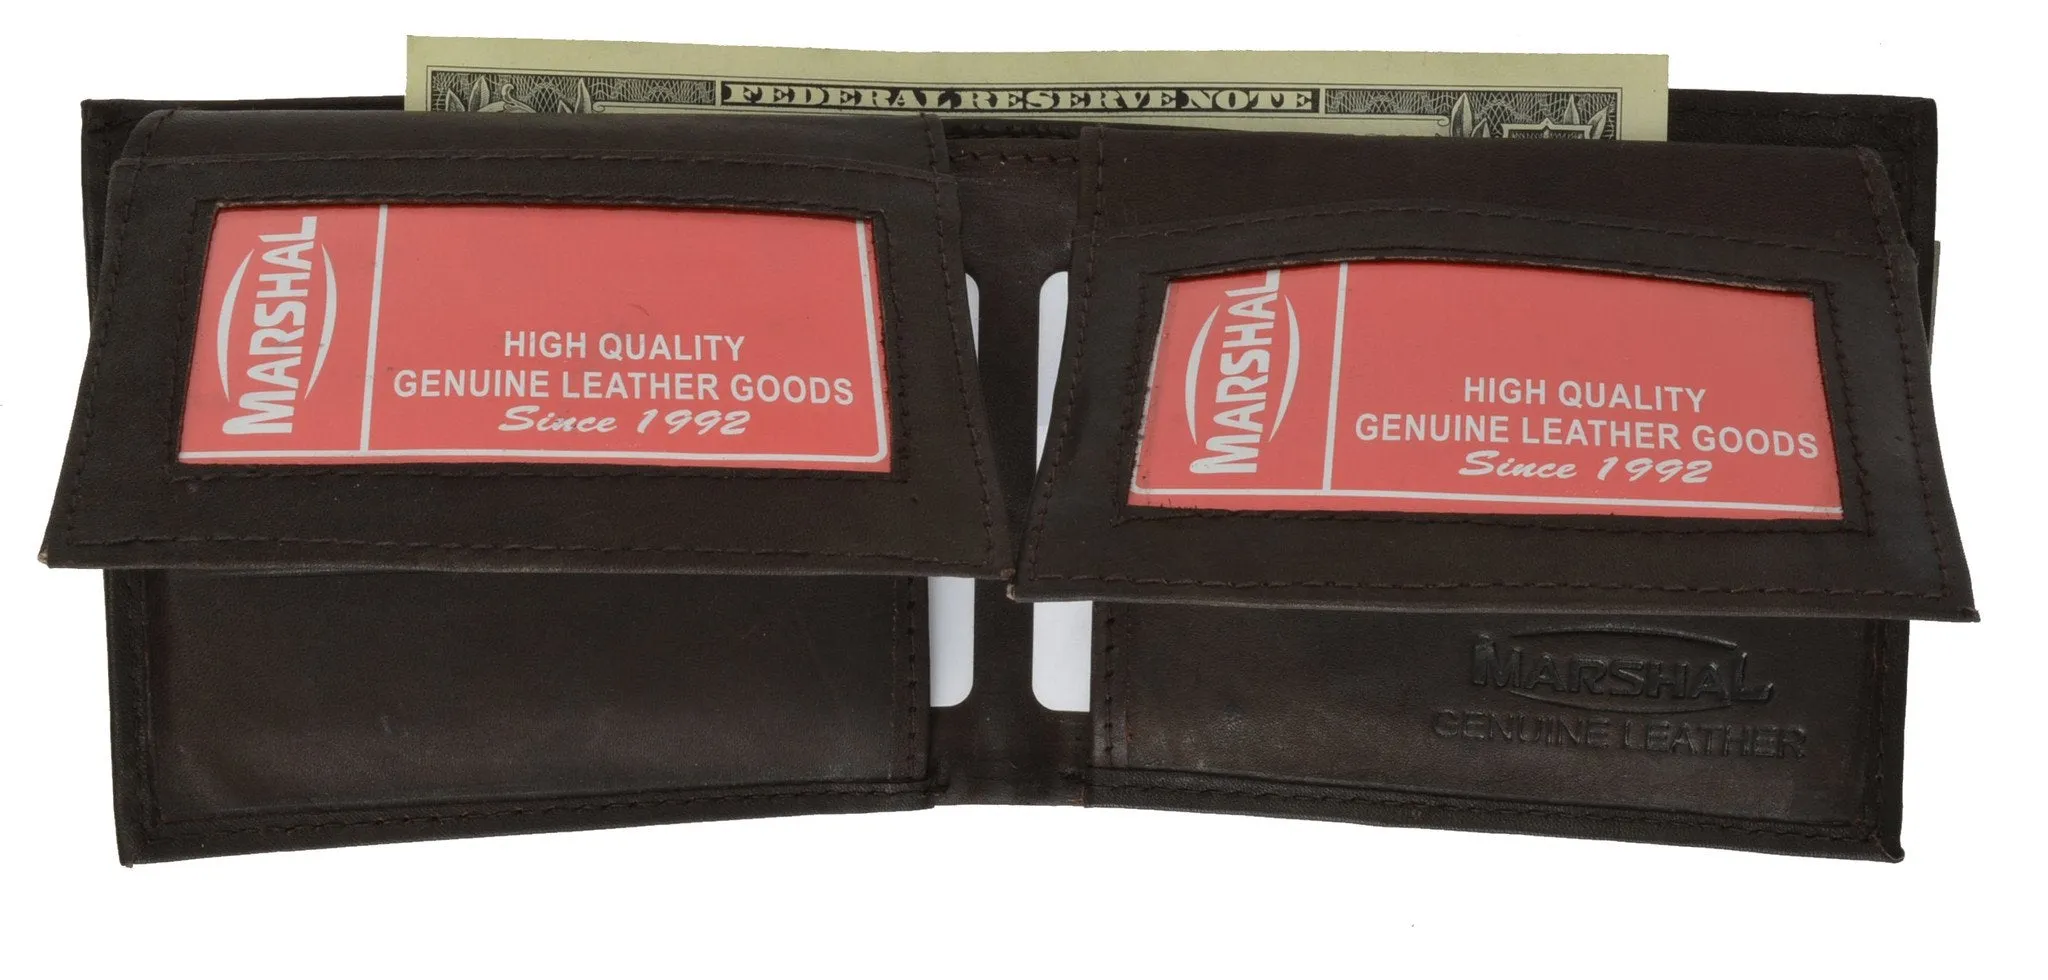 FEDERAL RESERVE NOTE
MARSHAL
HIGH QUALITY
GENUINE LEATHER GOODS
Since 1992
MARSHAL
HIGH QUALITY
GENUINE LEATHER GOODS
Since 1992
MARSHAL
GENUINE LEATHER